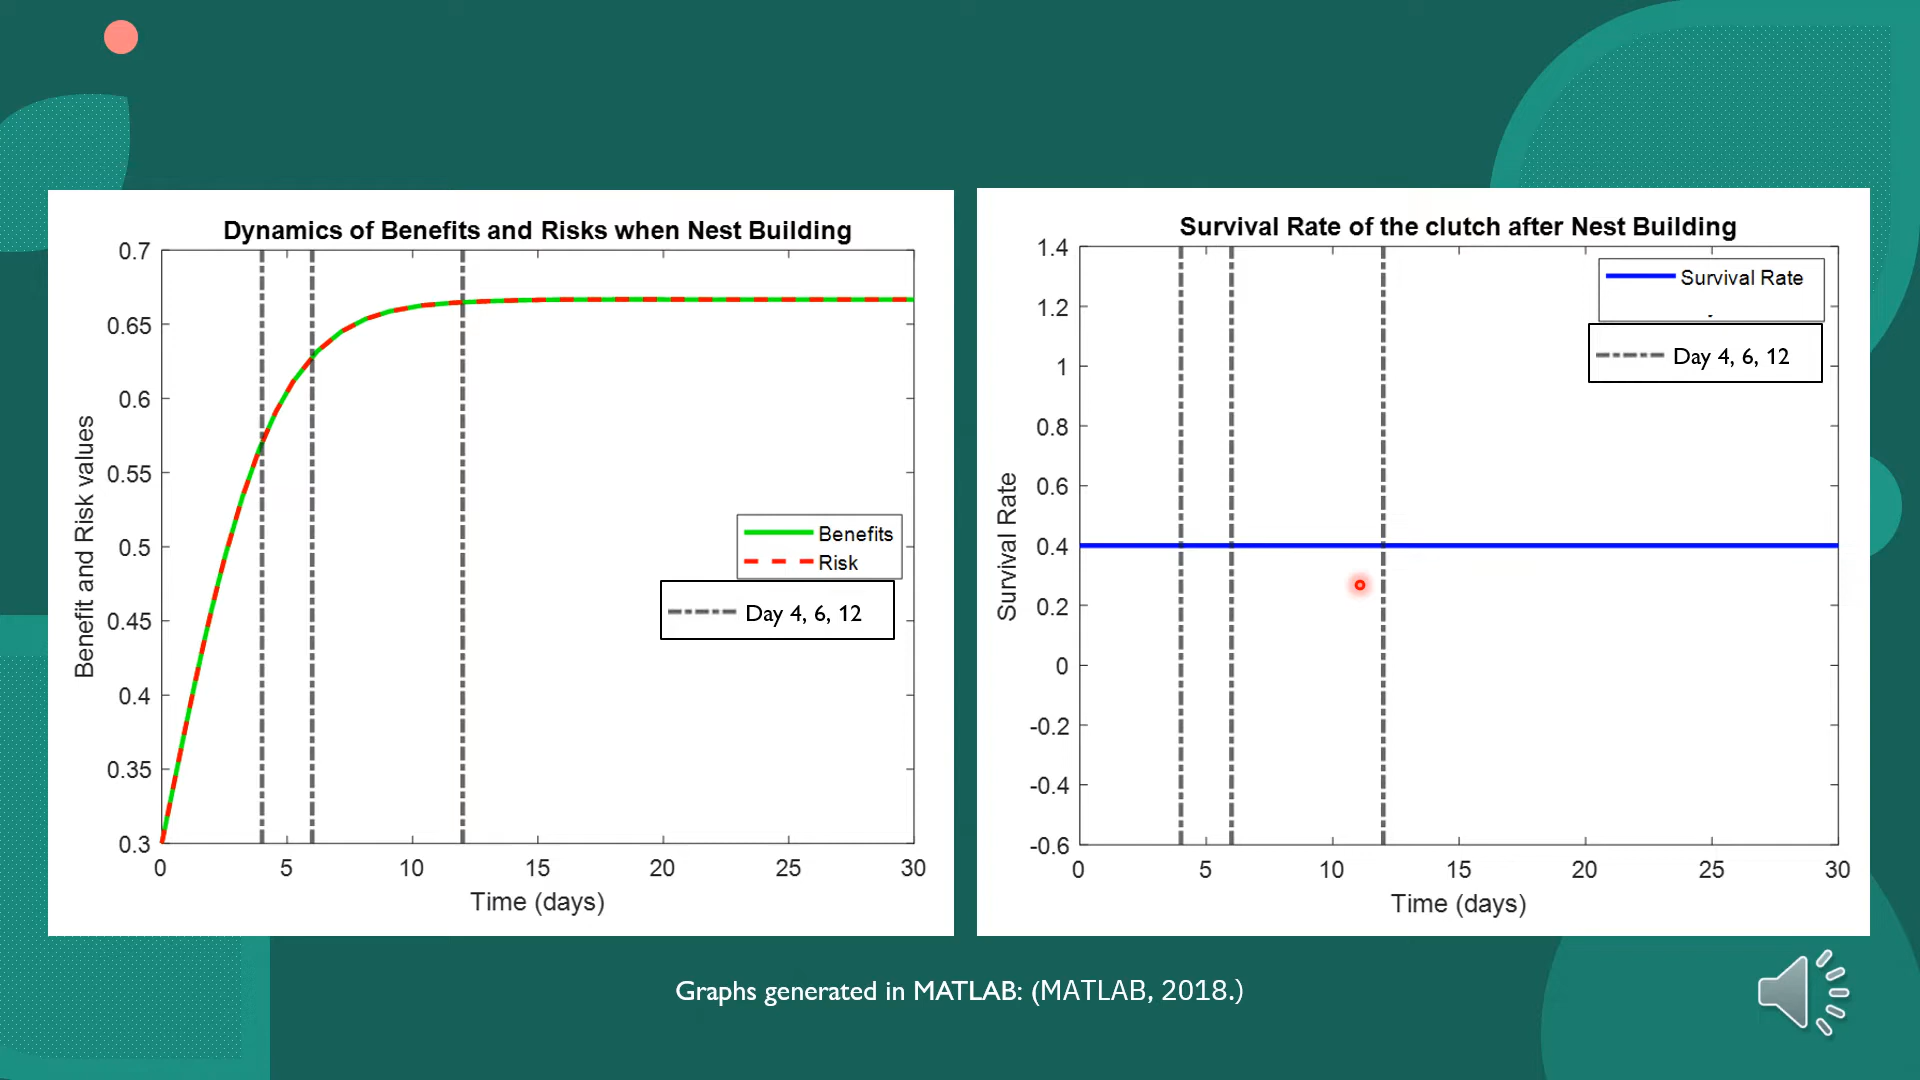 Dynamics of Benefits and Risks when Nest Building
0.7
0.65
0.6
0.55
0.5
0.45
0.4
0.35
0.3
Benefit and Risk values
0 5 10 15 20 25 30
Time (days)
Benefits
Risk
Day 4, 6, 12
Survival Rate of the clutch after Nest Building
1.4
1.2
1
0.8
0.6
0.4
0.2
0
-0.2
-0.4
-0.6
Survival Rate
0 5 10 15 20 25 30
Time (days)
Survival Rate
Day 4, 6, 12
Graphs generated in MATLAB: (MATLAB, 2018.)